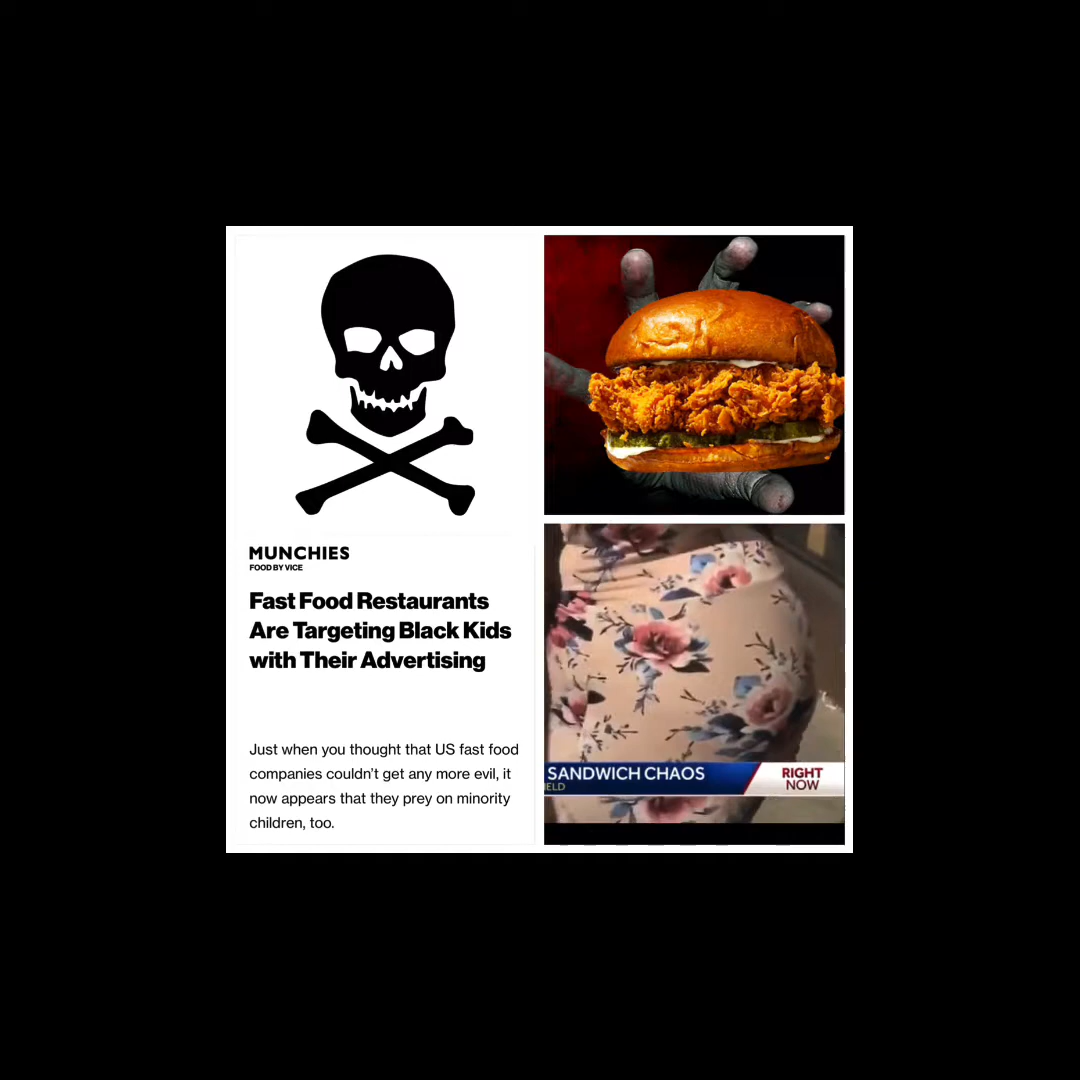 MUNCHIES
FOOD BY VICE
Fast Food Restaurants
Are Targeting Black Kids
with Their Advertising
Just when you thought that US fast food
companies couldn’t get any more evil, it
now appears that they prey on minority
children, too.
SANDWICH CHAOS
IELD
RIGHT
NOW